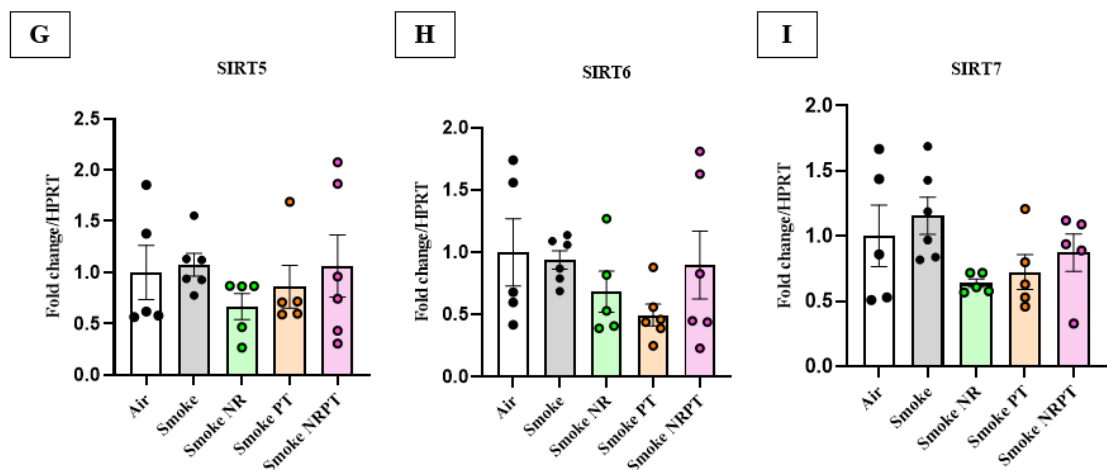 G
SIRT5
Fold change/HPRT
2.5
2.0
1.5
1.0
0.5
0.0
Air
Smoke
Smoke NR
Smoke PT
Smoke NRPT
H
SIRT6
Fold change/HPRT
2.0
1.5
1.0
0.5
0.0
Air
Smoke
Smoke NR
Smoke PT
Smoke NRPT
I
SIRT7
Fold change/HPRT
2.0
1.5
1.0
0.5
0.0
Air
Smoke
Smoke NR
Smoke PT
Smoke NRPT